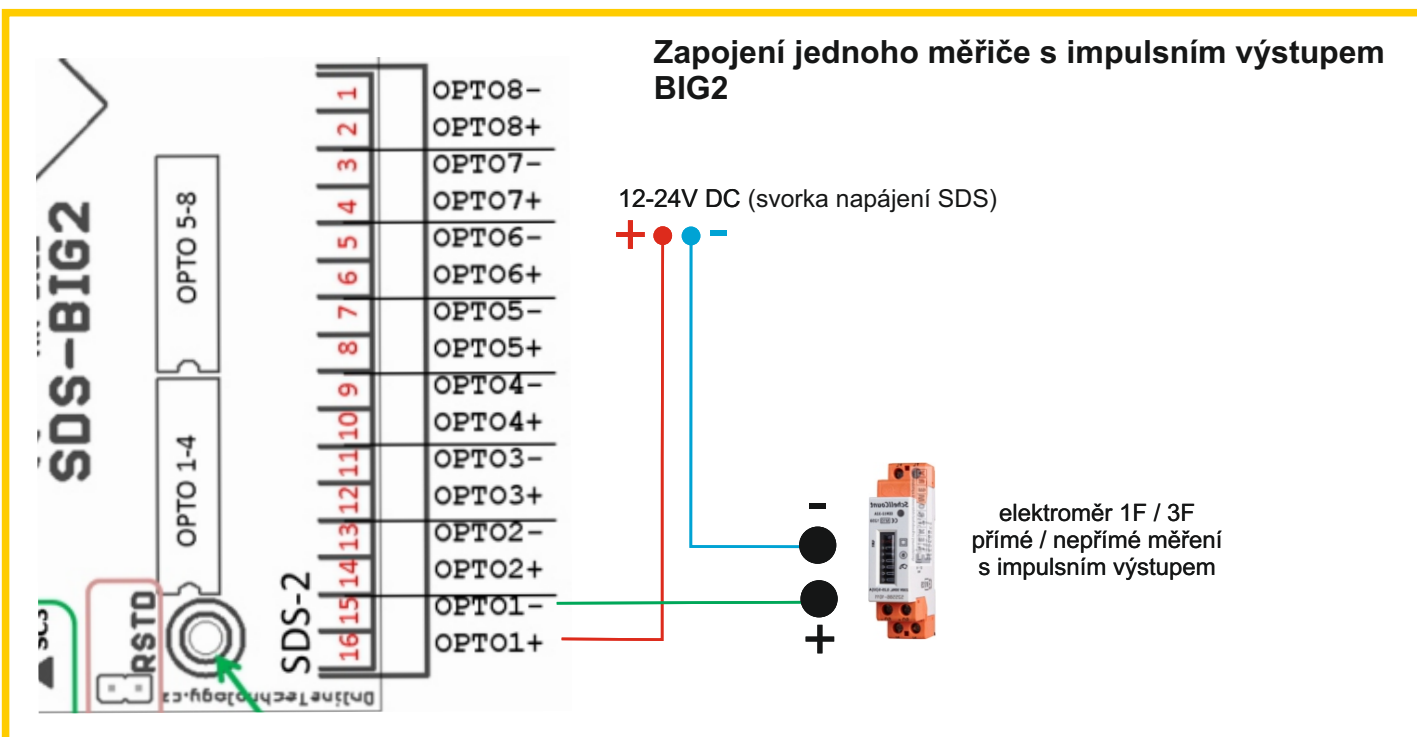 Zapojení jednoho měřiče s impulsním výstupem
BIG2
1 OPTO8-
2 OPTO8+
3 OPTO7-
4 OPTO7+
5 OPTO6-
6 OPTO6+
7 OPTO5-
8 OPTO5+
9 OPTO4-
10 OPTO4+
11 OPTO3-
12 OPTO3+
13 OPTO2-
14 OPTO2+
15 OPTO1-
16 OPTO1+
SDS-BIG2
OPTO 5-8
OPTO 1-4
SDS-2
RSTD
SCS
OnlineTechnology.cz
12-24V DC (svorka napájení SDS)
+ -
-
+
elektroměr 1F / 3F
přímé / nepřímé měření
s impulsním výstupem
SchellCount